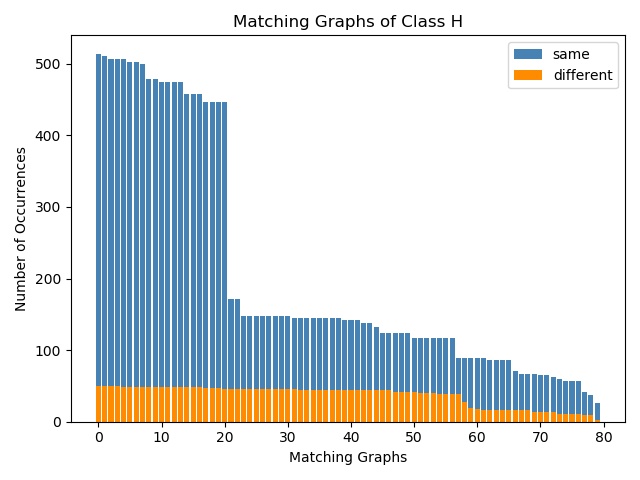 Matching Graphs of Class H
same
different
Number of Occurrences
500
400
300
200
100
0
0 10 20 30 40 50 60 70 80
Matching Graphs